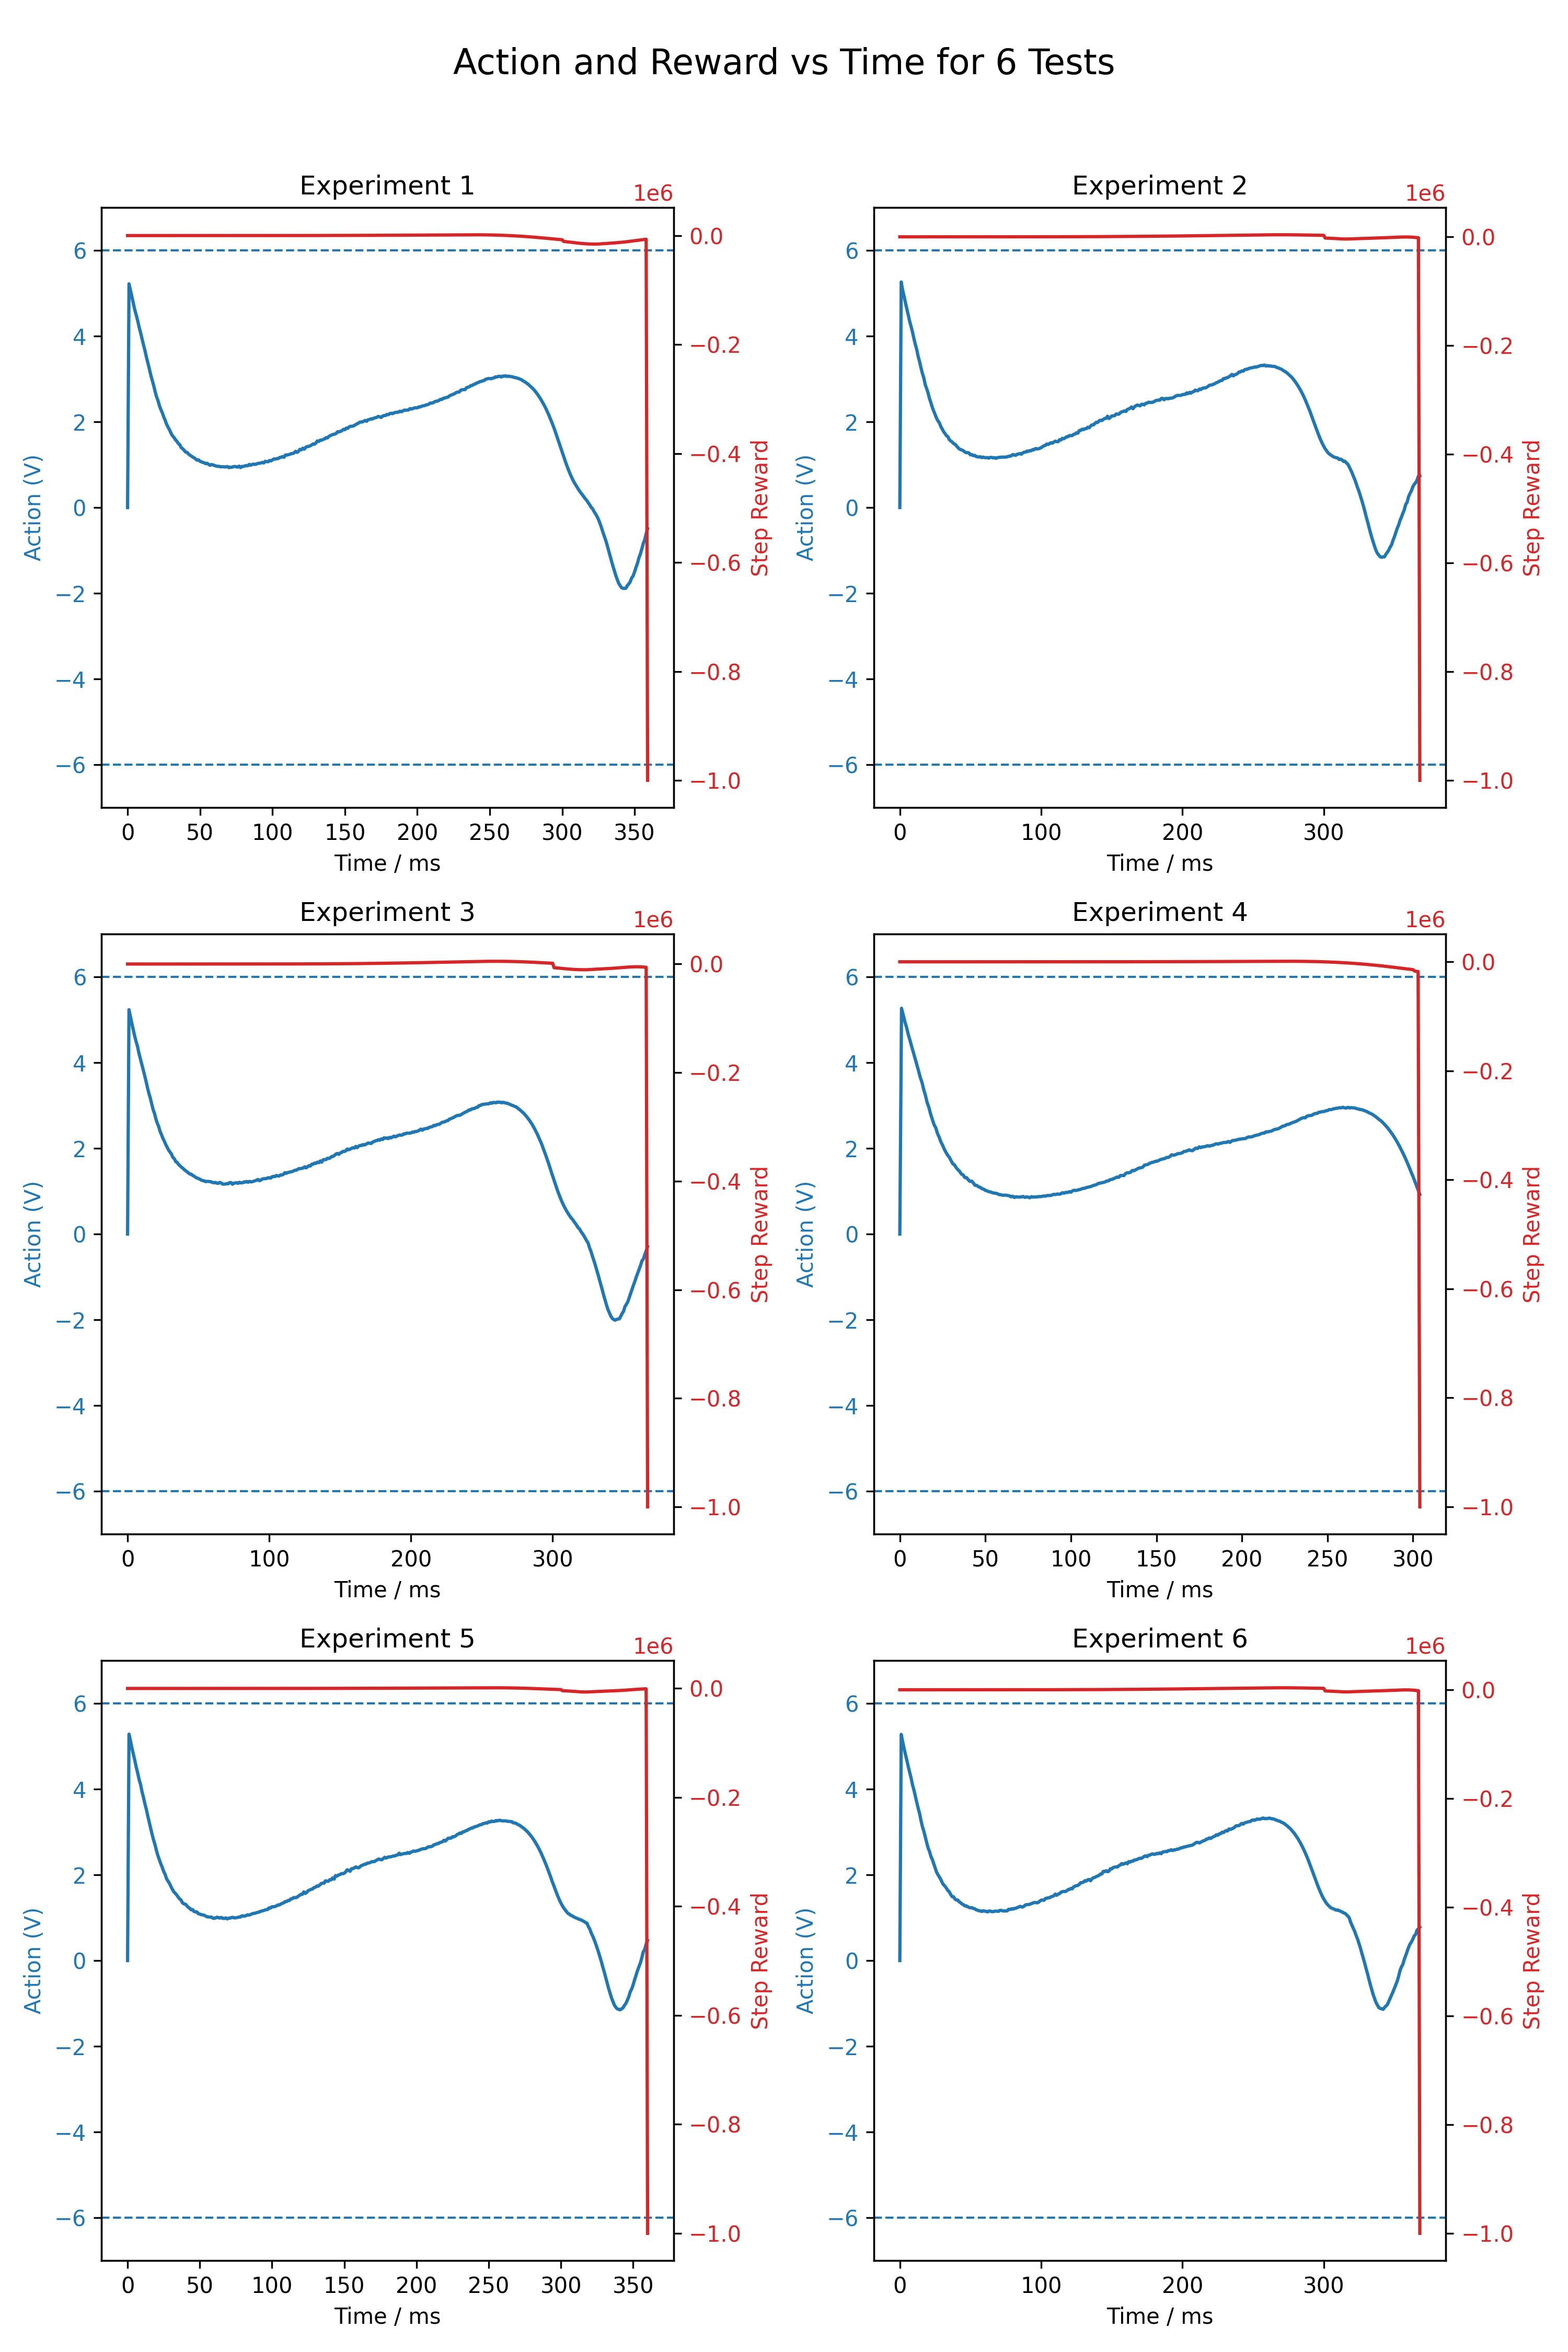 Action and Reward vs Time for 6 Tests
Experiment 1
1e6
6
4
2
0
−2
−4
−6
Action (V)
0.0
−0.2
−0.4
−0.6
−0.8
−1.0
Step Reward
0 50 100 150 200 250 300 350
Time / ms
Experiment 2
1e6
6
4
2
0
−2
−4
−6
Action (V)
0.0
−0.2
−0.4
−0.6
−0.8
−1.0
Step Reward
0 100 200 300
Time / ms
Experiment 3
1e6
6
4
2
0
−2
−4
−6
Action (V)
0.0
−0.2
−0.4
−0.6
−0.8
−1.0
Step Reward
0 100 200 300
Time / ms
Experiment 4
1e6
6
4
2
0
−2
−4
−6
Action (V)
0.0
−0.2
−0.4
−0.6
−0.8
−1.0
Step Reward
0 50 100 150 200 250 300
Time / ms
Experiment 5
1e6
6
4
2
0
−2
−4
−6
Action (V)
0.0
−0.2
−0.4
−0.6
−0.8
−1.0
Step Reward
0 50 100 150 200 250 300 350
Time / ms
Experiment 6
1e6
6
4
2
0
−2
−4
−6
Action (V)
0.0
−0.2
−0.4
−0.6
−0.8
−1.0
Step Reward
0 100 200 300
Time / ms